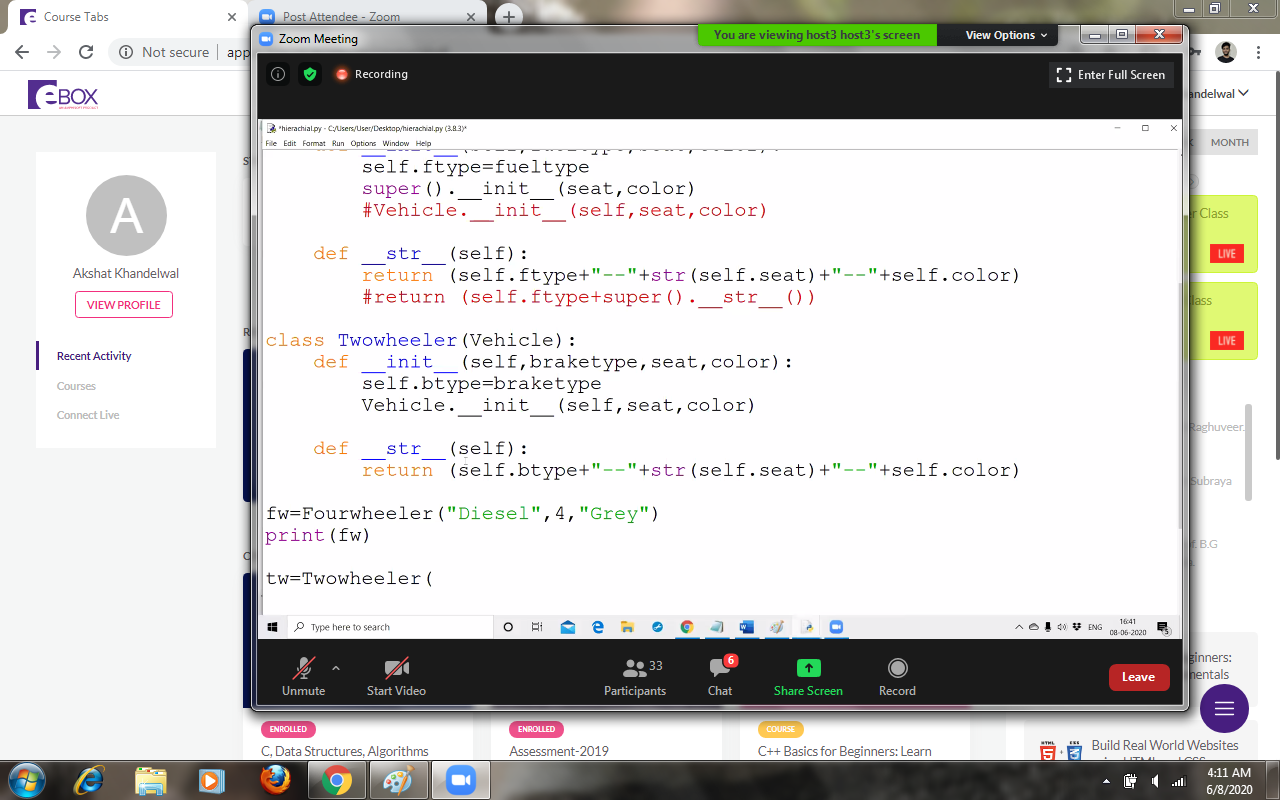 Course Tabs
Post Attendee - Zoom
Not secure
app
Zoom Meeting
You are viewing host3 host3's screen
View Options
Recording
Enter Full Screen
eBOX
andelwal
MONTH
A
Akshat Khandelwal
VIEW PROFILE
Recent Activity
Courses
Connect Live
*hierachial.py - C:/Users/User/Desktop/hierachial.py (3.8.3)*
File Edit Format Run Options Window Help
self.ftype=fueltype
super().__init__(seat,color)
#Vehicle.__init__(self,seat,color)
def __str__(self):
return (self.ftype+"--"+str(self.seat)+"--"+self.color)
#return (self.ftype+super().__str__())
class Twowheeler(Vehicle):
def __init__(self,braketype,seat,color):
self.btype=braketype
Vehicle.__init__(self,seat,color)
def __str__(self):
return (self.btype+"--"+str(self.seat)+"--"+self.color)
fw=Fourwheeler("Diesel",4,"Grey")
print(fw)
tw=Twowheeler(
Type here to search
ENG
16:41
08-06-2020
5
r Class
LIVE
lass
LIVE
Raghuveer.
Subraya
f. B.G
Unmute
Start Video
33
Participants
6
Chat
Share Screen
Record
Leave
ginners:
mentals
ENROLLED
C, Data Structures, Algorithms
ENROLLED
Assessment-2019
COURSE
C++ Basics for Beginners: Learn
HTML
5
CSS
Build Real World Websites
4:11 AM
6/8/2020